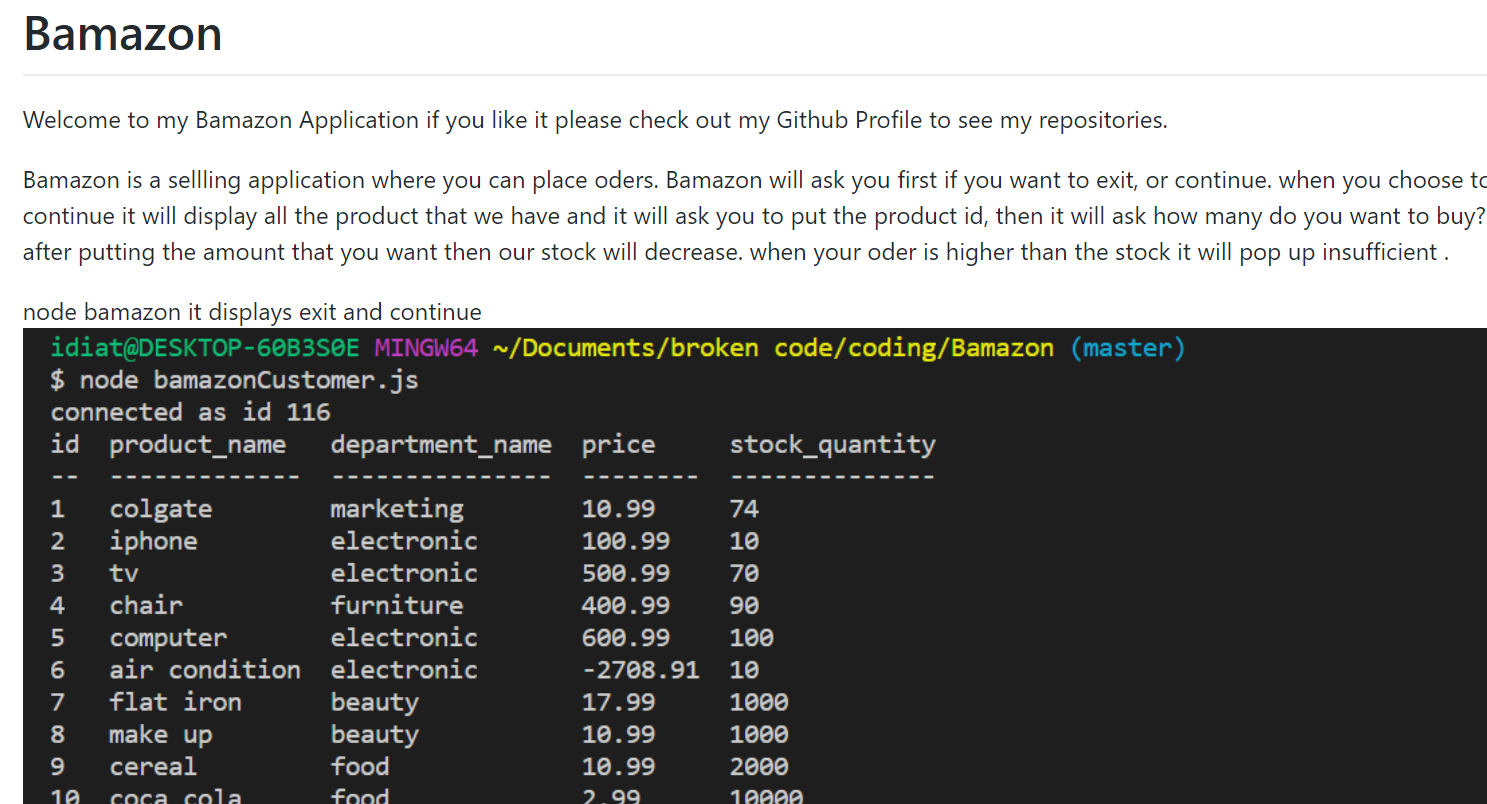 Bamazon
Welcome to my Bamazon Application if you like it please check out my Github Profile to see my repositories.
Bamazon is a sellling application where you can place oders. Bamazon will ask you first if you want to exit, or continue. when you choose to
continue it will display all the product that we have and it will ask you to put the product id, then it will ask how many do you want to buy?
after putting the amount that you want then our stock will decrease. when your oder is higher than the stock it will pop up insufficient .
node bamazon it displays exit and continue
idiat@DESKTOP-60B3S0E MINGW64 ~/Documents/broken code/coding/Bamazon (master)
$ node bamazonCustomer.js
connected as id 116
id  product_name   department_name  price     stock_quantity
--  -------------  ---------------  --------  --------------
1   colgate        marketing        10.99     74
2   iphone         electronic       100.99    10
3   tv             electronic       500.99    70
4   chair          furniture        400.99    90
5   computer       electronic       600.99    100
6   air condition  electronic       -2708.91  10
7   flat iron      beauty           17.99     1000
8   make up        beauty           10.99     1000
9   cereal         food             10.99     2000
10  coca cola      food             2.99      10000